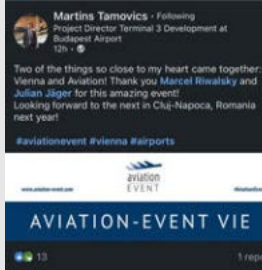 Martins Tamovics · Following
Project Director Terminal 3 Development at
Budapest Airport
12h ·
Two of the things so close to my heart came together:
Vienna and Aviation! Thank you Marcel Riwalsky and
Julian Jäger for this amazing event!
Looking forward to the next in Cluj-Napoca, Romania
next year!
#aviationevent #vienna #airports
www.aviation-event.com
aviation
EVENT
AVIATION-EVENT VIE
13
1 repo